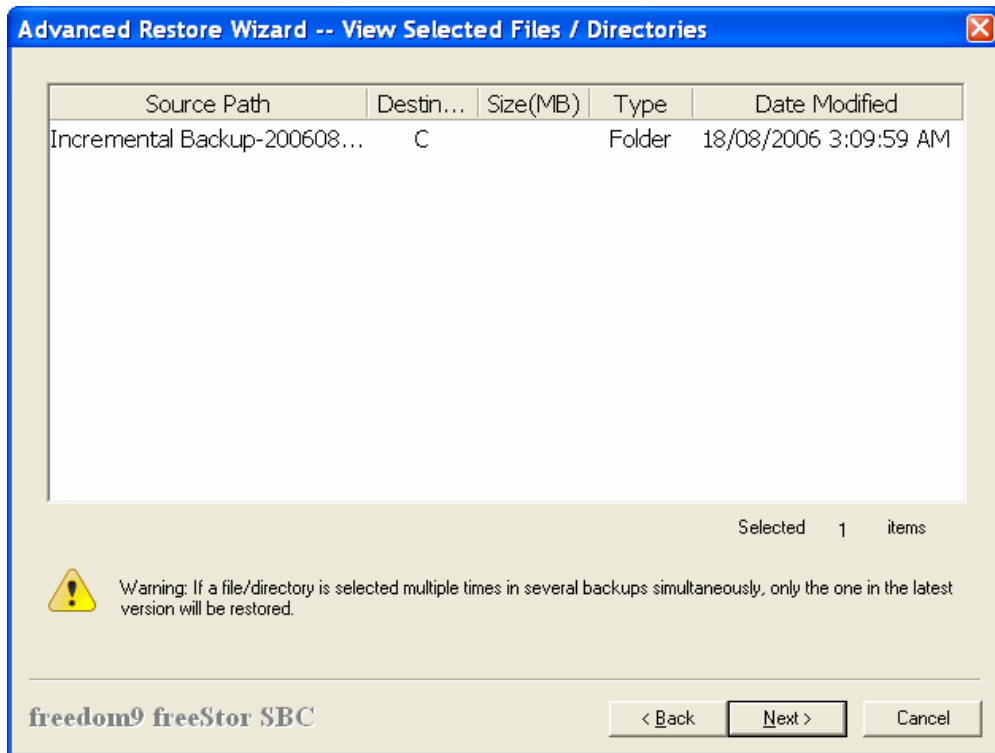 Advanced Restore Wizard -- View Selected Files / Directories
Source Path Destin... Size(MB) Type Date Modified
Incremental Backup-200608... C Folder 18/08/2006 3:09:59 AM
Selected 1 items
Warning: If a file/directory is selected multiple times in several backups simultaneously, only the one in the latest
version will be restored.
freedom9 freeStor SBC
< Back Next > Cancel